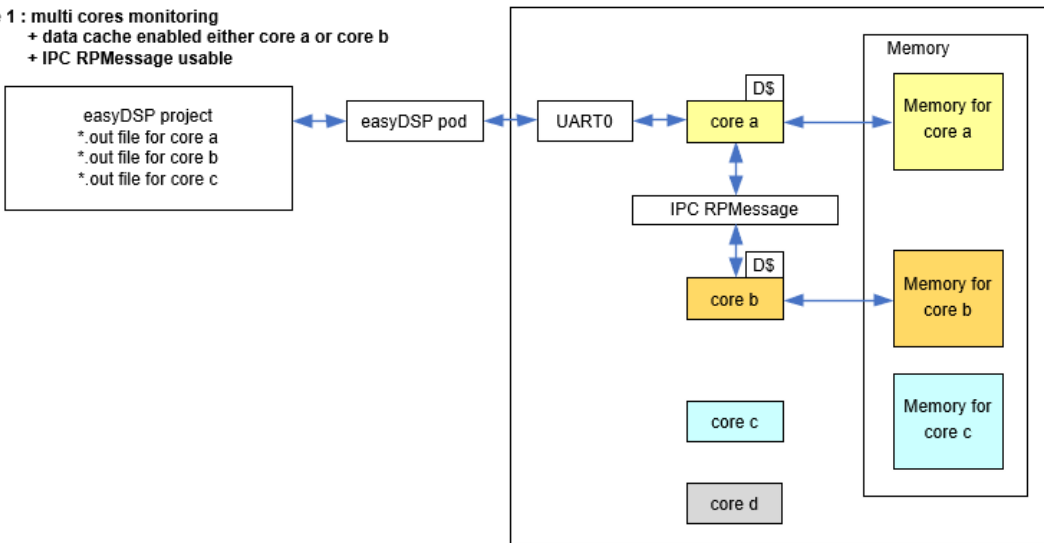 1 : multi cores monitoring
+ data cache enabled either core a or core b
+ IPC RPMessage usable
easyDSP project
*.out file for core a
*.out file for core b
*.out file for core c
easyDSP pod
UART0
D$
core a
IPC RPMessage
D$
core b
core c
core d
Memory
Memory for
core a
Memory for
core b
Memory for
core c